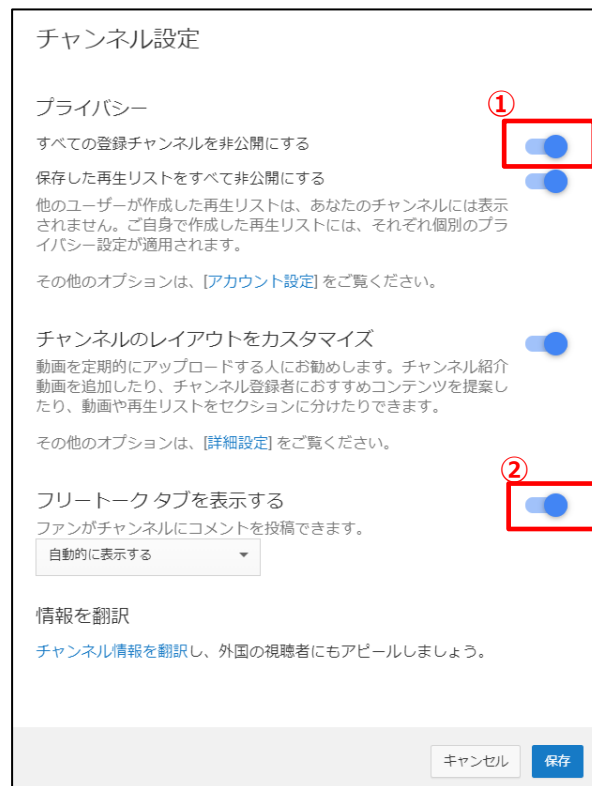 チャンネル設定
プライバシー
①
すべての登録チャンネルを非公開にする
保存した再生リストをすべて非公開にする
他のユーザーが作成した再生リストは、あなたのチャンネルには表示
されません。ご自身で作成した再生リストには、それぞれ個別のプラ
イバシー設定が適用されます。
その他のオプションは、[アカウント設定] をご覧ください。
チャンネルのレイアウトをカスタマイズ
動画を定期的にアップロードする人にお勧めします。チャンネル紹介
動画を追加したり、チャンネル登録者におすすめコンテンツを提案し
たり、動画や再生リストをセクションに分けたりできます。
その他のオプションは、[詳細設定] をご覧ください。
②
フリートーク タブを表示する
ファンがチャンネルにコメントを投稿できます。
自動的に表示する
情報を翻訳
チャンネル情報を翻訳し、外国の視聴者にもアピールしましょう。
キャンセル 保存